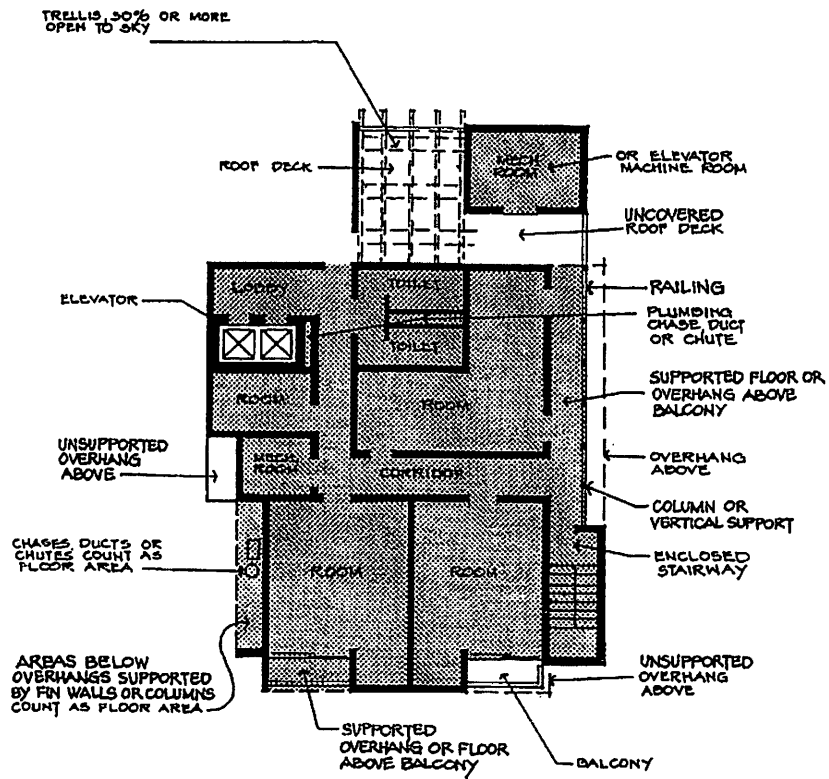 TRELLIS, 50% OR MORE
OPEN TO SKY
ROOF DECK
MECH
ROOM
OR ELEVATOR
MACHINE ROOM
UNCOVERED
ROOF DECK
LOBBY
TOILET
RAILING
ELEVATOR
PLUMBING
CHASE, DUCT
OR CHUTE
TOILET
ROOM
ROOM
SUPPORTED FLOOR OR
OVERHANG ABOVE
BALCONY
UNSUPPORTED
OVERHANG
ABOVE
MECH
ROOM
CORRIDOR
OVERHANG
ABOVE
COLUMN OR
VERTICAL SUPPORT
CHASES, DUCTS OR
CHUTES COUNT AS
FLOOR AREA
ROOM
ROOM
ENCLOSED
STAIRWAY
AREAS BELOW
OVERHANGS SUPPORTED
BY FIN WALLS OR COLUMNS
COUNT AS FLOOR AREA
UNSUPPORTED
OVERHANG
ABOVE
SUPPORTED
OVERHANG OR FLOOR
ABOVE BALCONY
BALCONY